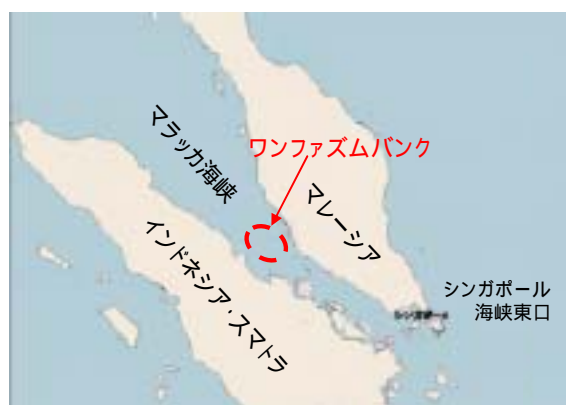 マラッカ海峡
ワンファズムバンク
マレーシア
インドネシア・スマトラ
シンガポール
海峡東口